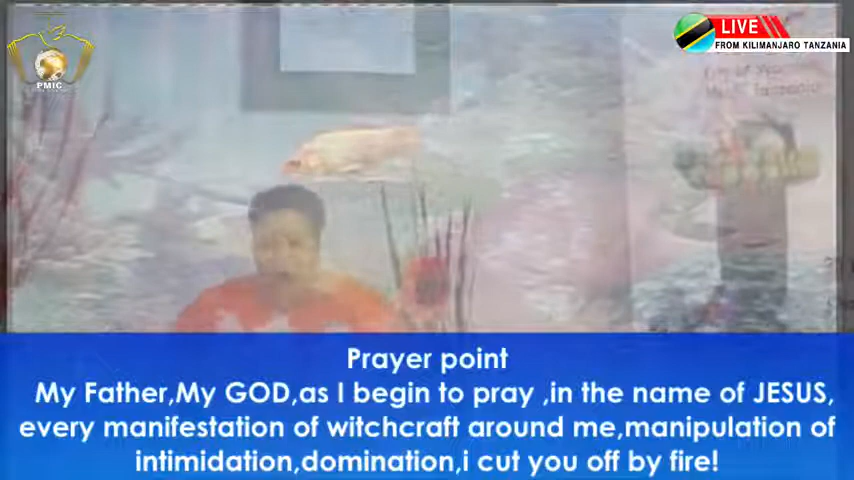 LIVE
FROM KILIMANJARO TANZANIA
PMIC
Prayer point
My Father,My GOD,as I begin to pray ,in the name of JESUS,
every manifestation of witchcraft around me,manipulation of
intimidation,domination,i cut you off by fire!